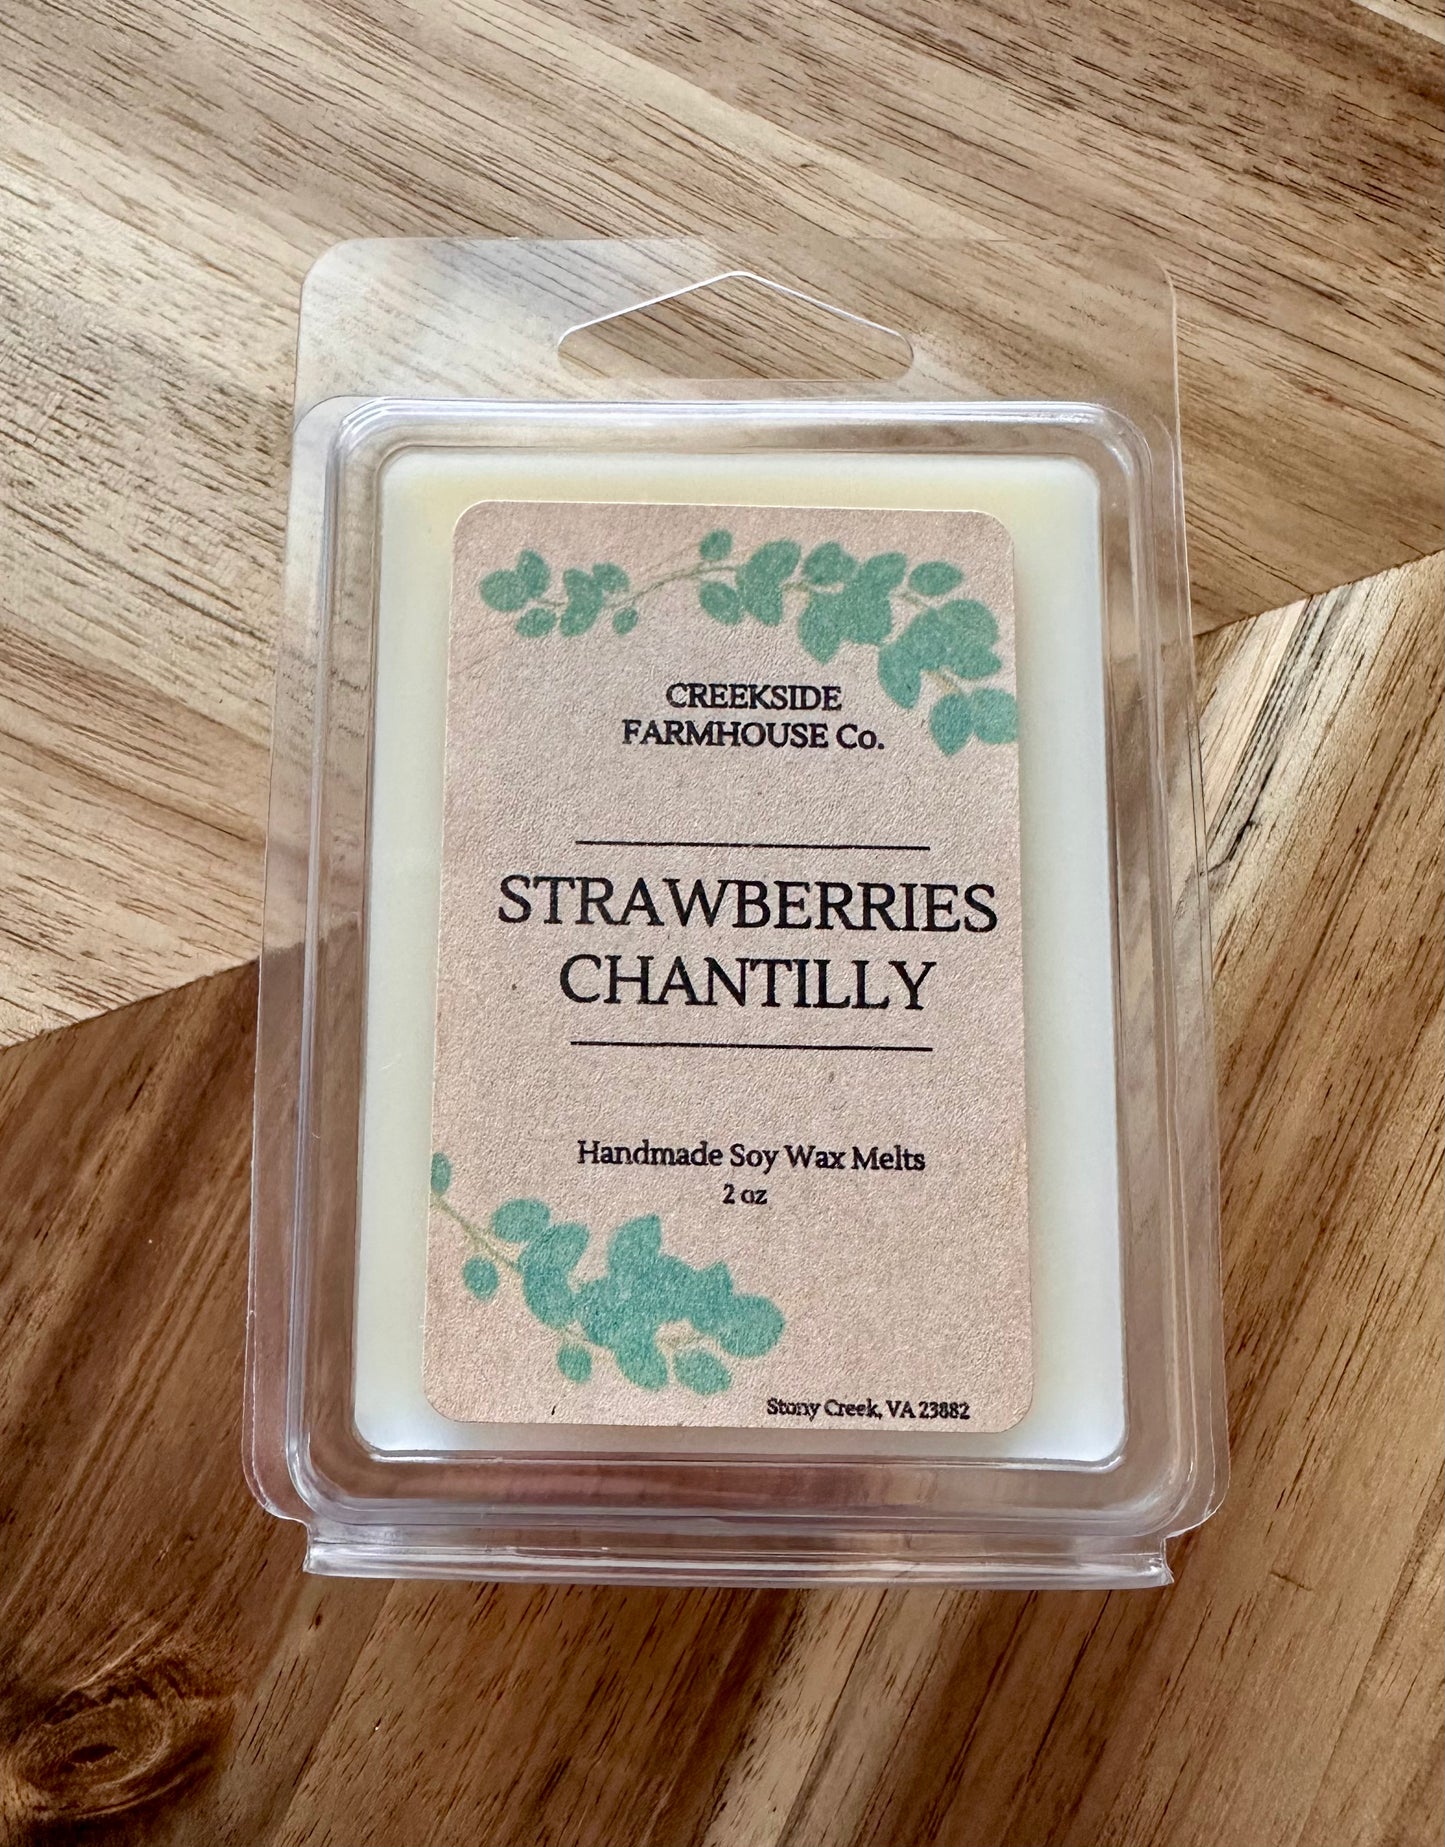 CREEKSIDE
FARMHOUSE Co.
STRAWBERRIES
CHANTILLY
Handmade Soy Wax Melts
2 oz
Stony Creek, VA 23882